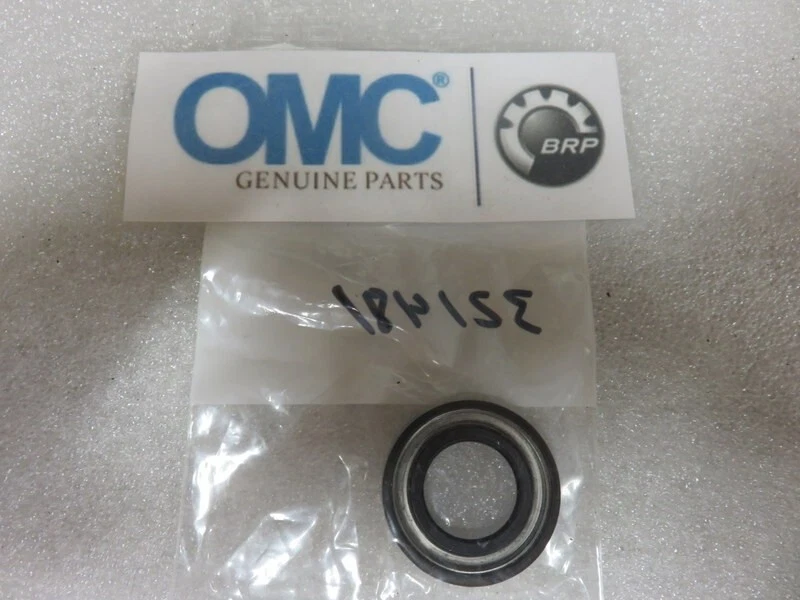 OMC®
GENUINE PARTS
BRP
321481